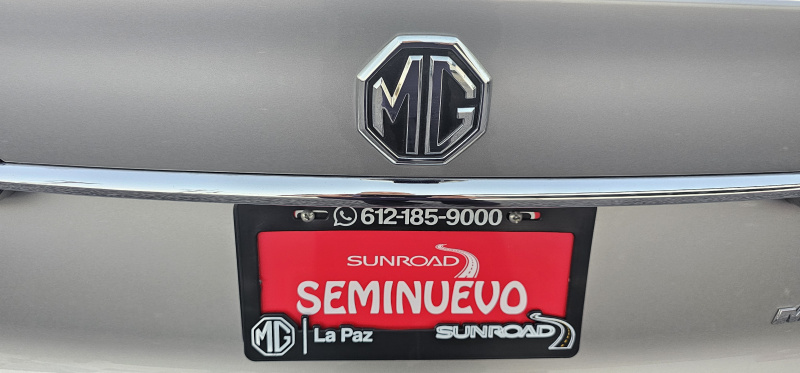 MG
612-185-9000
SUNROAD
SEMINUEVO
MG La Paz SUNROAD